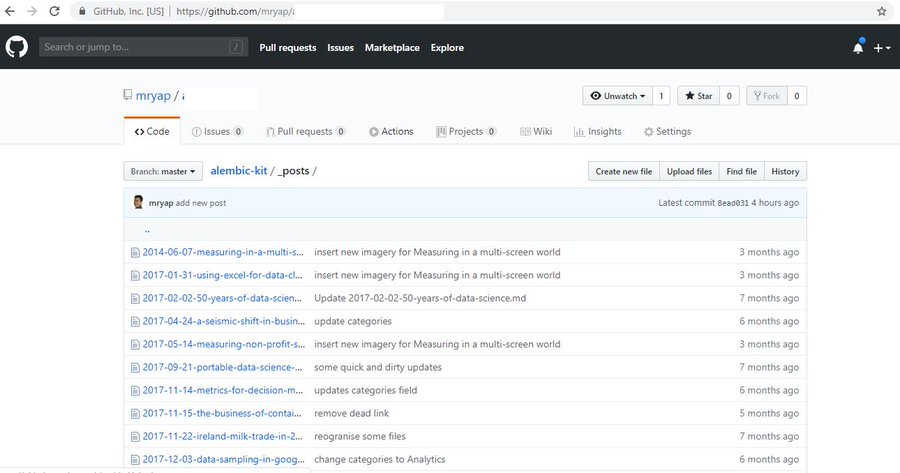 GitHub, Inc. [US] | https://github.com/mryap/
Search or jump to... /
Pull requests Issues Marketplace Explore
mryap /
Unwatch 1 Star 0 Fork 0
Code Issues 0 Pull requests 0 Actions Projects 0 Wiki Insights Settings
Branch: master alembic-kit / _posts / Create new file Upload files Find file History
mryap add new post Latest commit 8ead031 4 hours ago
..
2014-06-07-measuring-in-a-multi-s... insert new imagery for Measuring in a multi-screen world 3 months ago
2017-01-31-using-excel-for-data-cl... insert new imagery for Measuring in a multi-screen world 3 months ago
2017-02-02-50-years-of-data-scien... Update 2017-02-02-50-years-of-data-science.md 7 months ago
2017-04-24-a-seismic-shift-in-busin... update categories 6 months ago
2017-05-14-measuring-non-profit-s... insert new imagery for Measuring in a multi-screen world 3 months ago
2017-09-21-portable-data-science-... some quick and dirty updates 7 months ago
2017-11-14-metrics-for-decision-m... updates categories field 6 months ago
2017-11-15-the-business-of-contai... remove dead link 5 months ago
2017-11-22-ireland-milk-trade-in-2... reogranise some files 7 months ago
2017-12-03-data-sampling-in-goog... change categories to Analytics 6 months ago